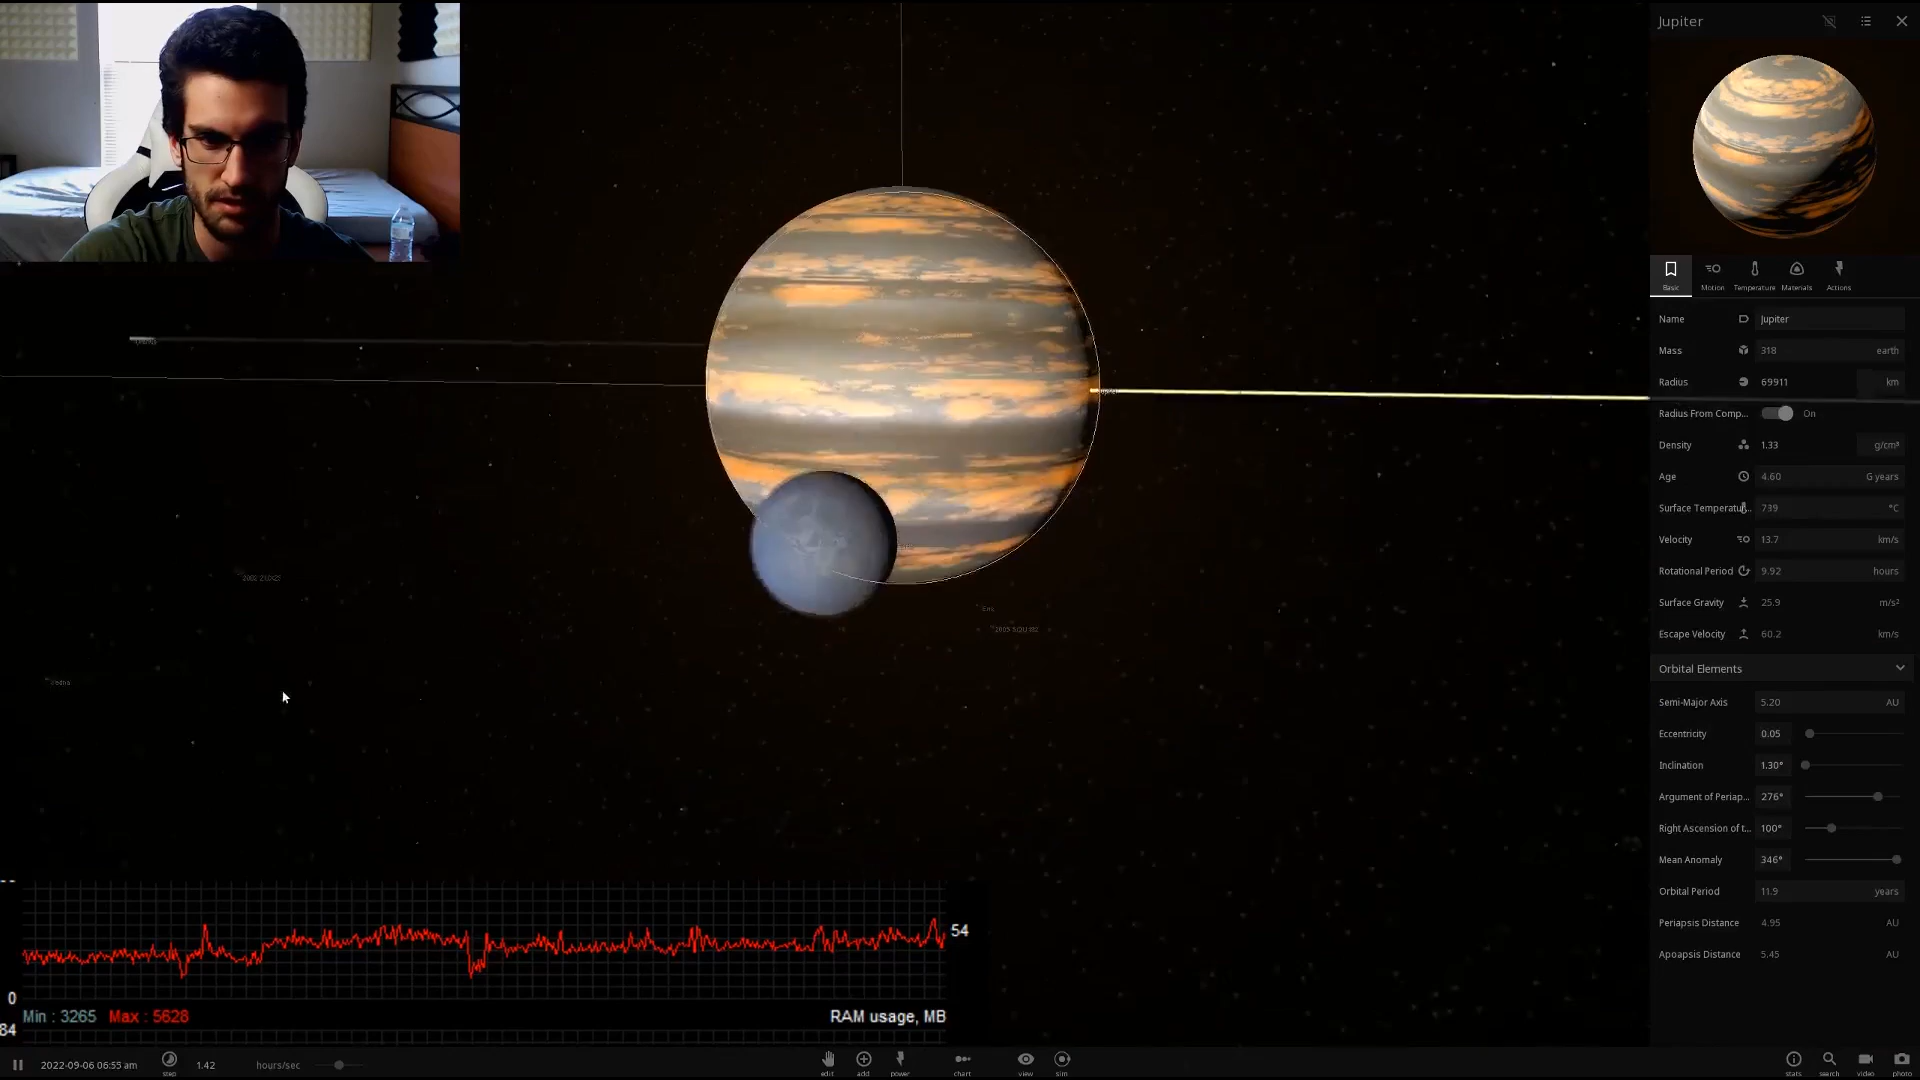 Jupiter
Basic
Motion
Temperature
Materials
Actions
Name Jupiter
Mass 318 earth
Radius 69911 km
Radius From Comp... On
Density 1.33 g/cm³
Age 4.60 G years
Surface Temperatu... 739 °C
Velocity 13.7 km/s
Rotational Period 9.92 hours
Surface Gravity 25.9 m/s²
Escape Velocity 60.2 km/s
Orbital Elements
Semi-Major Axis 5.20 AU
Eccentricity 0.05
Inclination 1.30°
Argument of Periap... 276°
Right Ascension of t... 100°
Mean Anomaly 346°
Orbital Period 11.9 years
Periapsis Distance 4.95 AU
Apoapsis Distance 5.45 AU
Eris
54
0
Min : 3265 Max : 5628 RAM usage, MB
84
2022-09-06 06:55 am step 1.42 hours/sec
edit
add
power
chart
view
sim
stats
search
video
photo